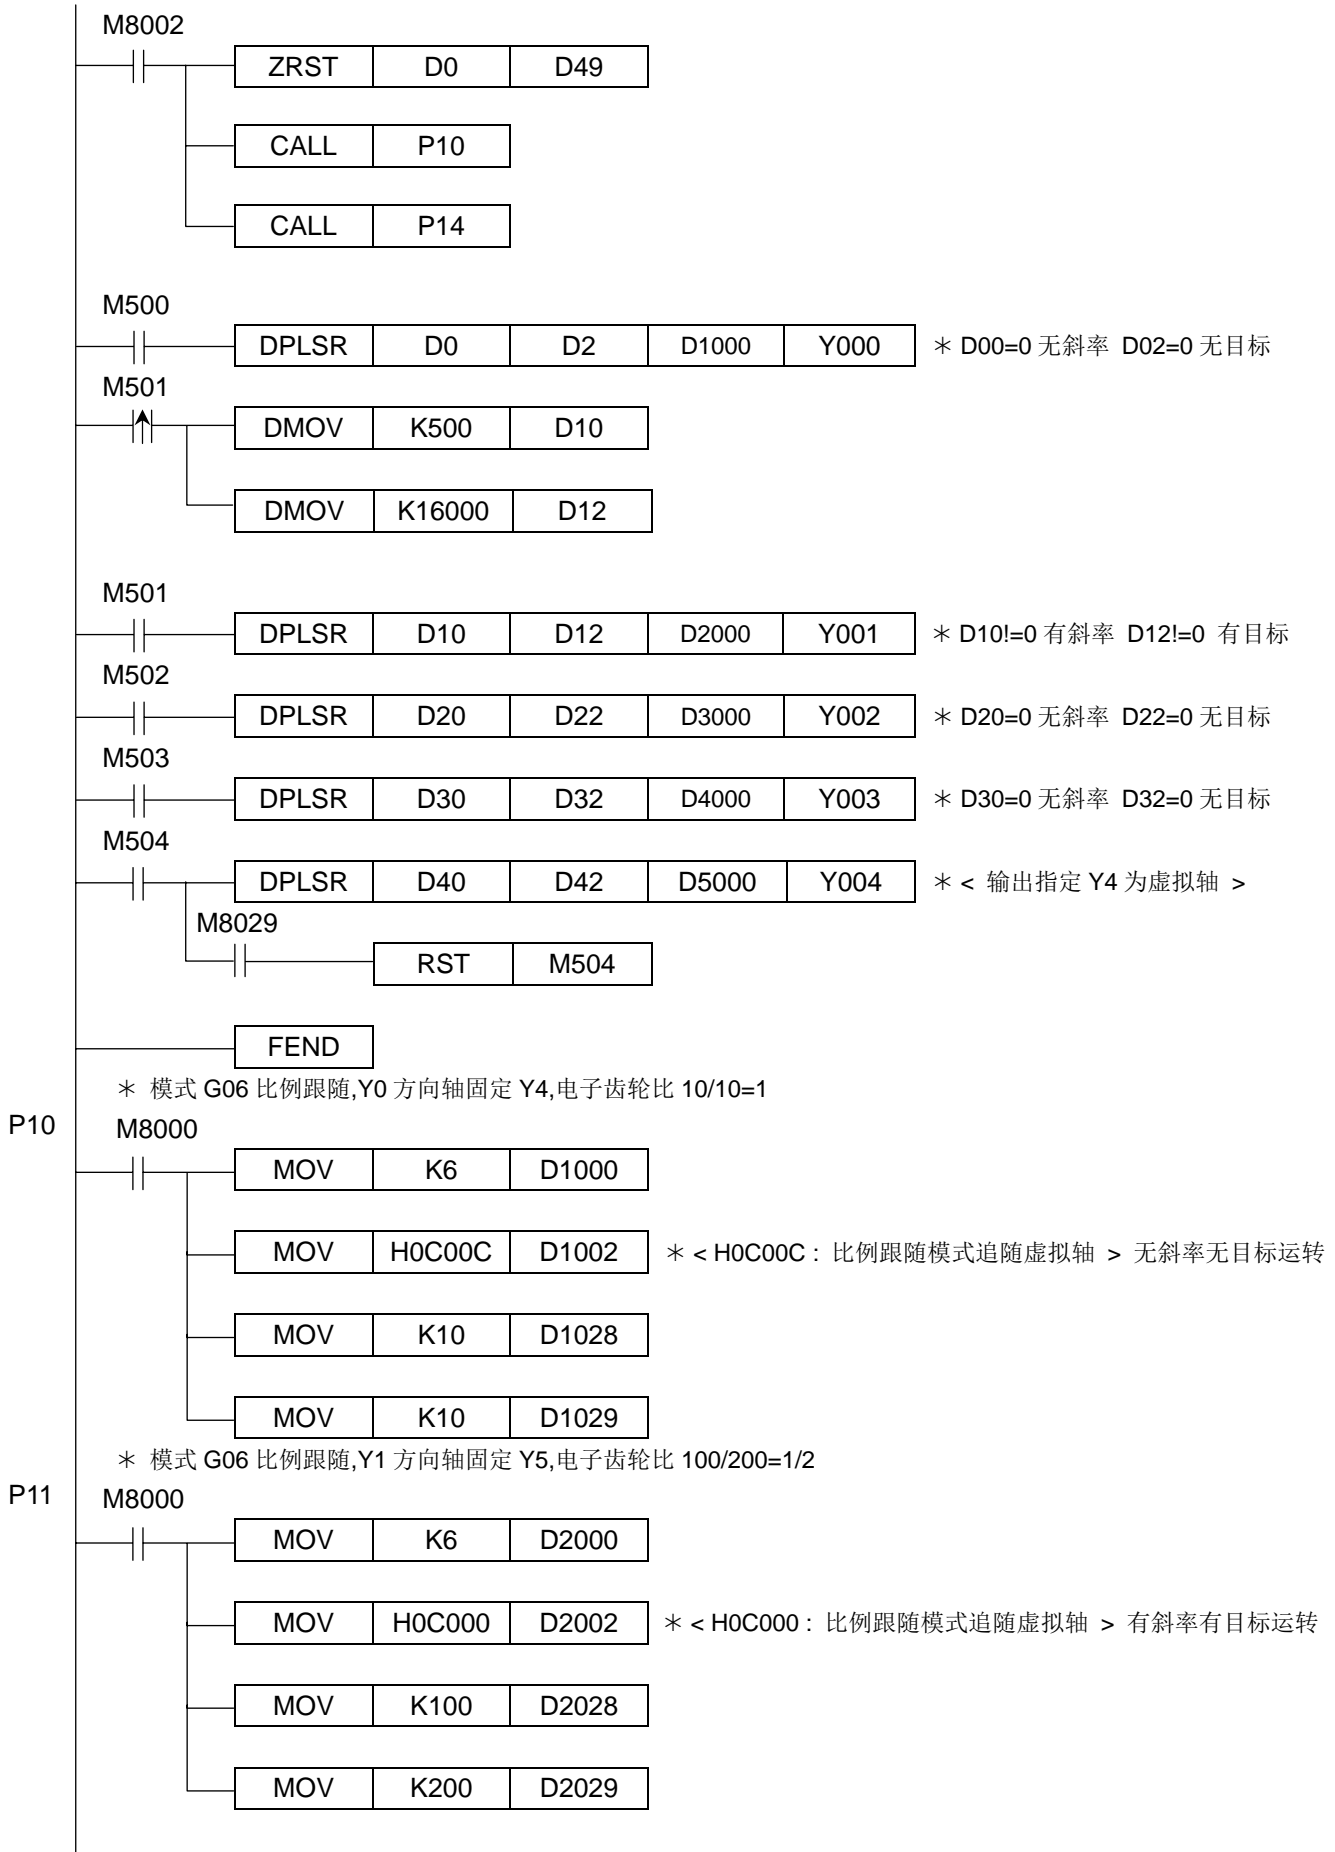 M8002
ZRST D0 D49
CALL P10
CALL P14
M500
DPLSR D0 D2 D1000 Y000 ＊ D00=0 无斜率 D02=0 无目标
M501
DMOV K500 D10
DMOV K16000 D12
M501
DPLSR D10 D12 D2000 Y001 ＊ D10!=0 有斜率 D12!=0 有目标
M502
DPLSR D20 D22 D3000 Y002 ＊ D20=0 无斜率 D22=0 无目标
M503
DPLSR D30 D32 D4000 Y003 ＊ D30=0 无斜率 D32=0 无目标
M504
DPLSR D40 D42 D5000 Y004 ＊ < 输出指定 Y4 为虚拟轴 >
M8029
RST M504
FEND
＊ 模式 G06 比例跟随,Y0 方向轴固定 Y4,电子齿轮比 10/10=1
P10 M8000
MOV K6 D1000
MOV H0C00C D1002 ＊ < H0C00C : 比例跟随模式追随虚拟轴 > 无斜率无目标运转
MOV K10 D1028
MOV K10 D1029
＊ 模式 G06 比例跟随,Y1 方向轴固定 Y5,电子齿轮比 100/200=1/2
P11 M8000
MOV K6 D2000
MOV H0C000 D2002 ＊ < H0C000 : 比例跟随模式追随虚拟轴 > 有斜率有目标运转
MOV K100 D2028
MOV K200 D2029